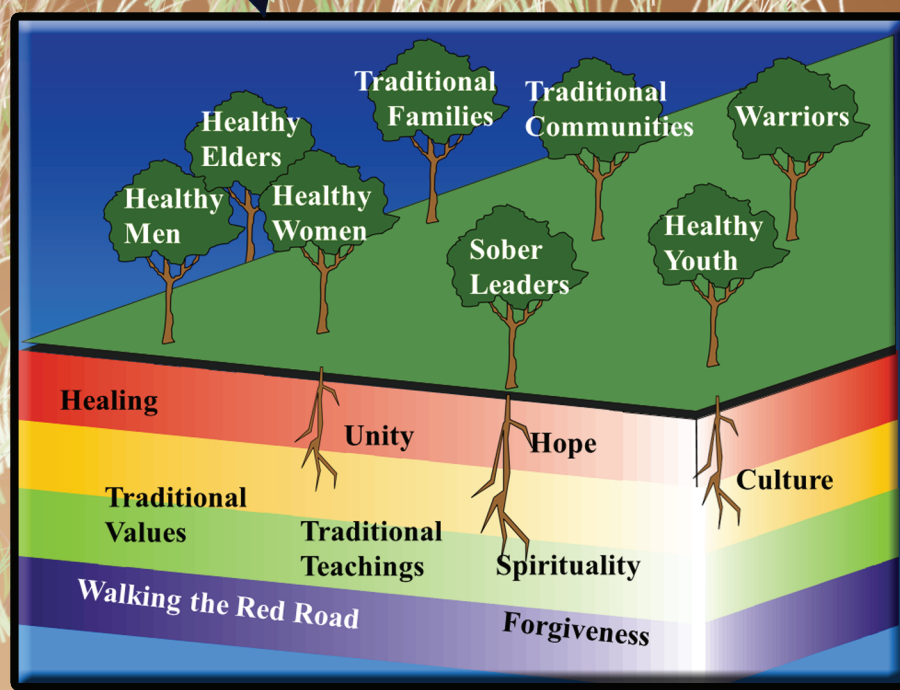 Traditional
Families
Traditional
Communities
Warriors
Healthy
Elders
Healthy
Men
Healthy
Women
Sober
Leaders
Healthy
Youth
Healing
Unity
Hope
Culture
Traditional
Values
Traditional
Teachings
Spirituality
Walking the Red Road
Forgiveness